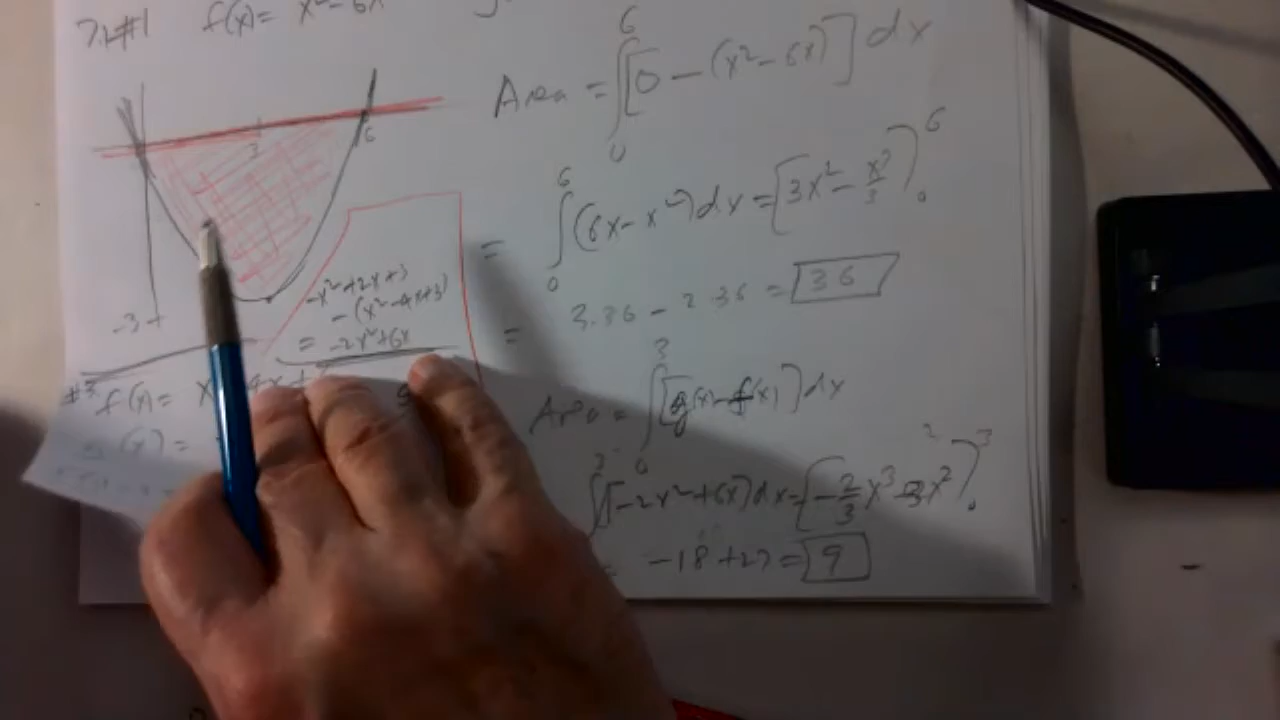 7.1#1 f(x)= x²-6x
Area = ∫₀⁶ [0 - (x²-6x)] dx
3
6
= ∫₀⁶ (6x-x²)dx = [3x² - x³/3]₀⁶
-3
= 3.36 - 2.36 = 36
-x²+2x+3
-(x²-4x+3)
= -2x²+6x
#3. f(x)= x
Area = ∫₀³ [g(x)-f(x)]dx
(x) =
∫₀³ [-2x²+6x]dx = [-2/3 x³ 3x²]₀³
= -18+27 = 9